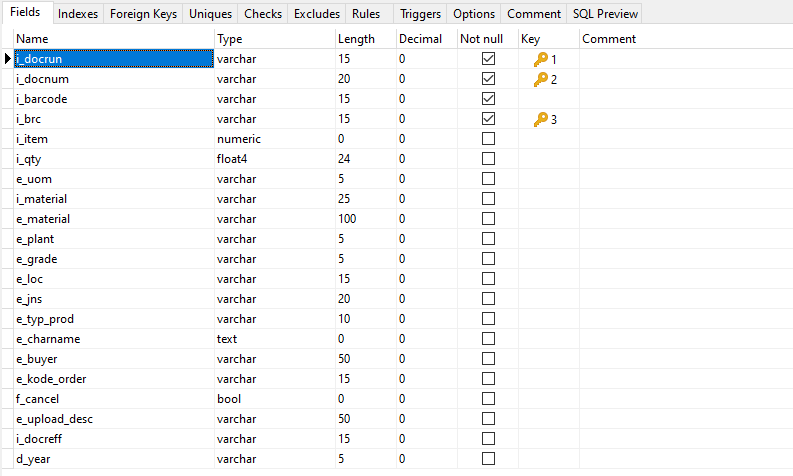 Fields Indexes Foreign Keys Uniques Checks Excludes Rules Triggers Options Comment SQL Preview
Name Type Length Decimal Not null Key Comment
i_docrun varchar 15 0 1
i_docnum varchar 20 0 2
i_barcode varchar 15 0
i_brc varchar 15 0 3
i_item numeric 0 0
i_qty float4 24 0
e_uom varchar 5 0
i_material varchar 25 0
e_material varchar 100 0
e_plant varchar 5 0
e_grade varchar 5 0
e_loc varchar 15 0
e_jns varchar 20 0
e_typ_prod varchar 10 0
e_charname text 0 0
e_buyer varchar 50 0
e_kode_order varchar 15 0
f_cancel bool 0 0
e_upload_desc varchar 50 0
i_docreff varchar 15 0
d_year varchar 5 0